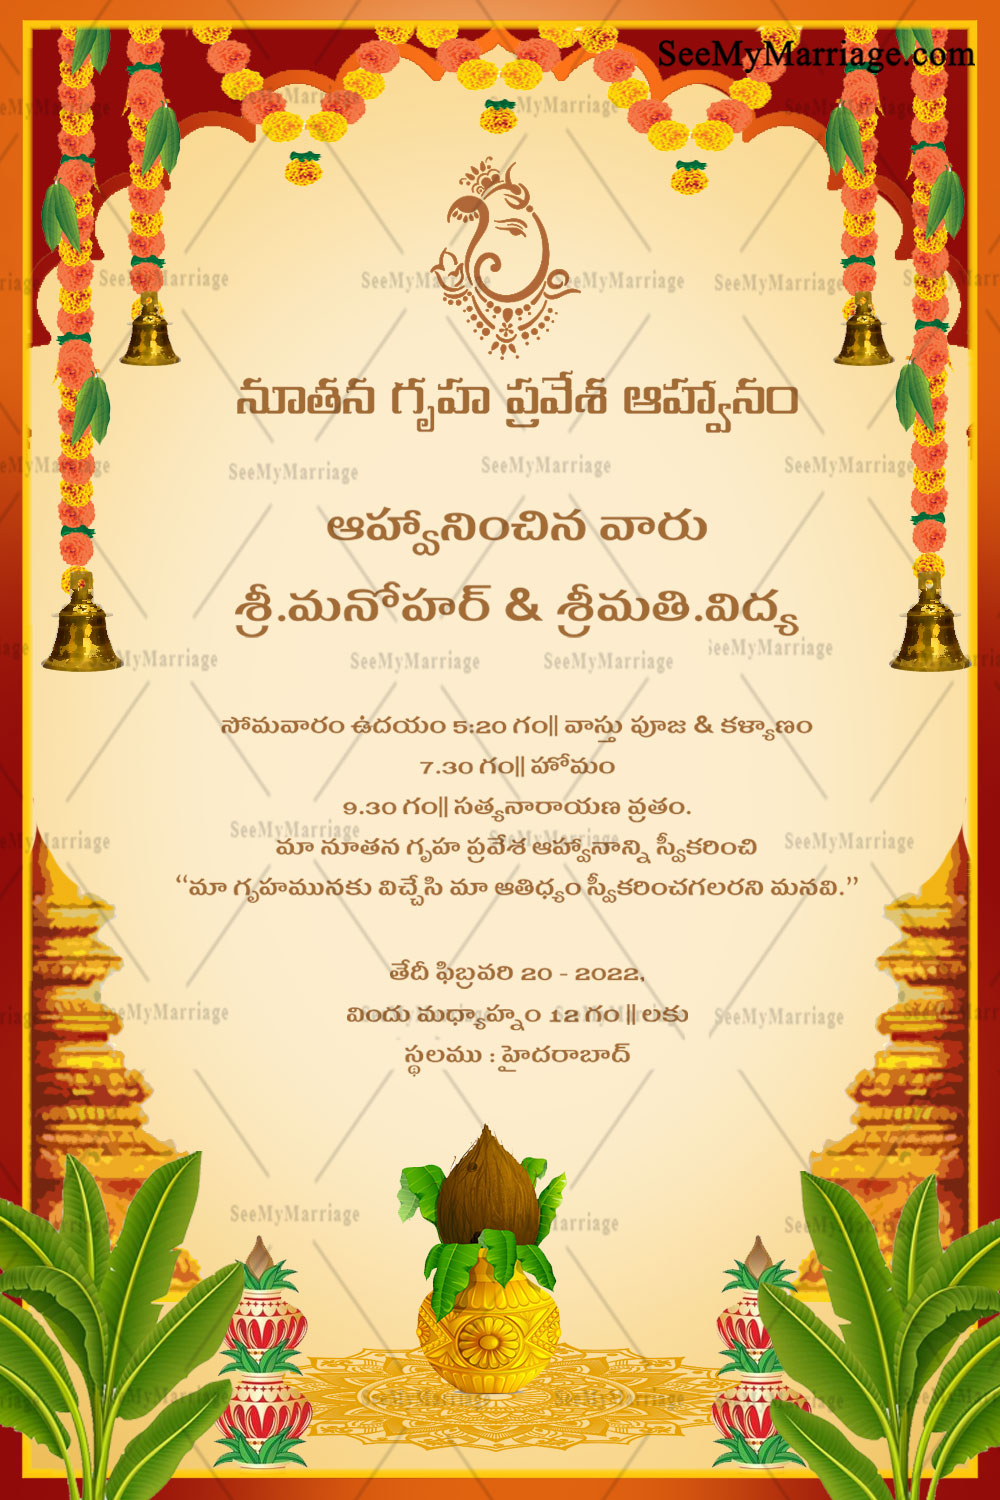 SeeMyMarriage.com
నూతన గృహ ప్రవేశ ఆహ్వానం
ఆహ్వానించిన వారు
శ్రీ.మనోహర్ & శ్రీమతి.విద్య
సోమవారం ఉదయం 5:20 గం|| వాస్తు పూజ & కళ్యాణం
7.30 గం|| హోమం
9.30 గం|| సత్యనారాయణ వ్రతం.
మా నూతన గృహ ప్రవేశ ఆహ్వానాన్ని స్వీకరించి
“మా గృహమునకు విచ్చేసి మా ఆతిధ్యం స్వీకరించగలరని మనవి.”
తేదీ ఫిబ్రవరి 20 - 2022,
విందు మధ్యాహ్నం 12 గం || లకు
స్థలము : హైదరాబాద్